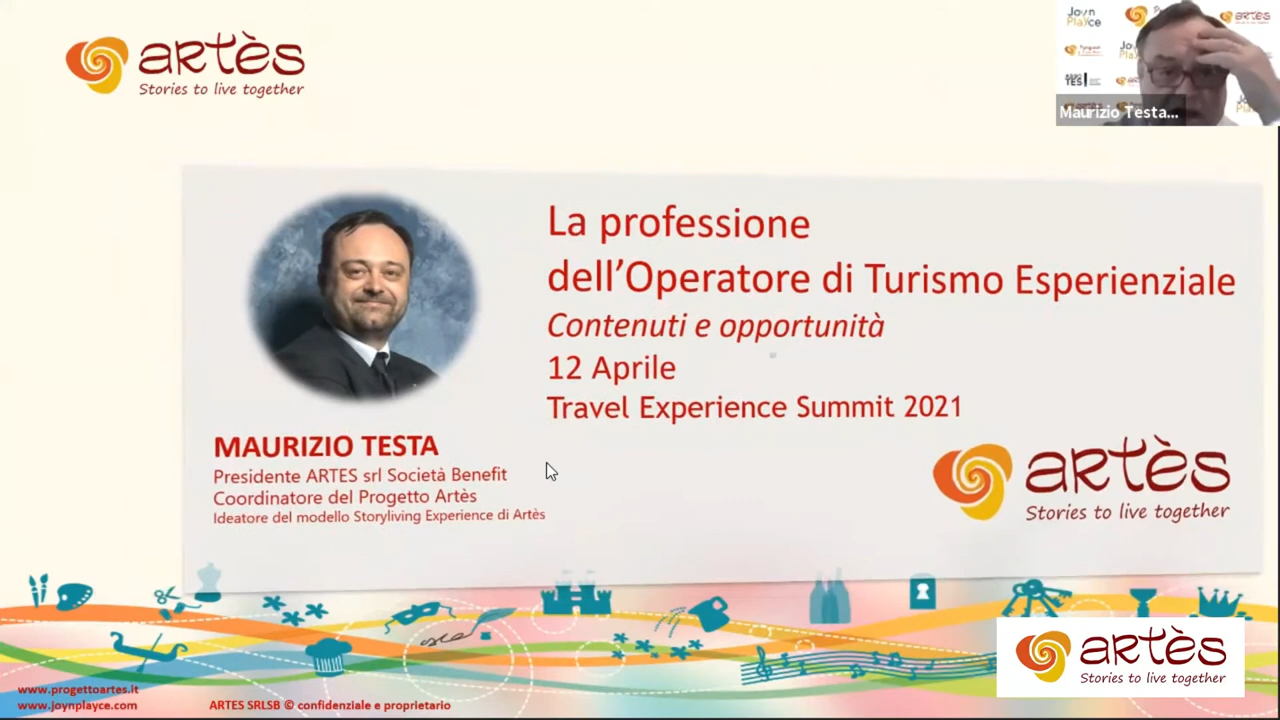 artès
Stories to live together
Joyn
Playce
artès
Maurizio Testa...
La professione
dell’Operatore di Turismo Esperienziale
Contenuti e opportunità
12 Aprile
Travel Experience Summit 2021
MAURIZIO TESTA
Presidente ARTES srl Società Benefit
Coordinatore del Progetto Artès
Ideatore del modello Storyliving Experience di Artès
artès
Stories to live together
artès
Stories to live together
www.progettoartes.it
www.joynplayce.com
ARTES SRLSB © confidenziale e proprietario